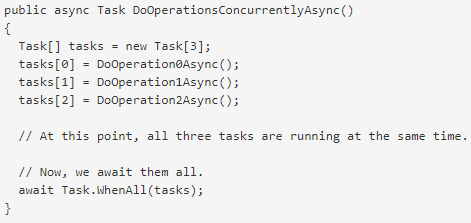 public async Task DoOperationsConcurrentlyAsync()
{
  Task[] tasks = new Task[3];
  tasks[0] = DoOperation0Async();
  tasks[1] = DoOperation1Async();
  tasks[2] = DoOperation2Async();

  // At this point, all three tasks are running at the same time.

  // Now, we await them all.
  await Task.WhenAll(tasks);
}